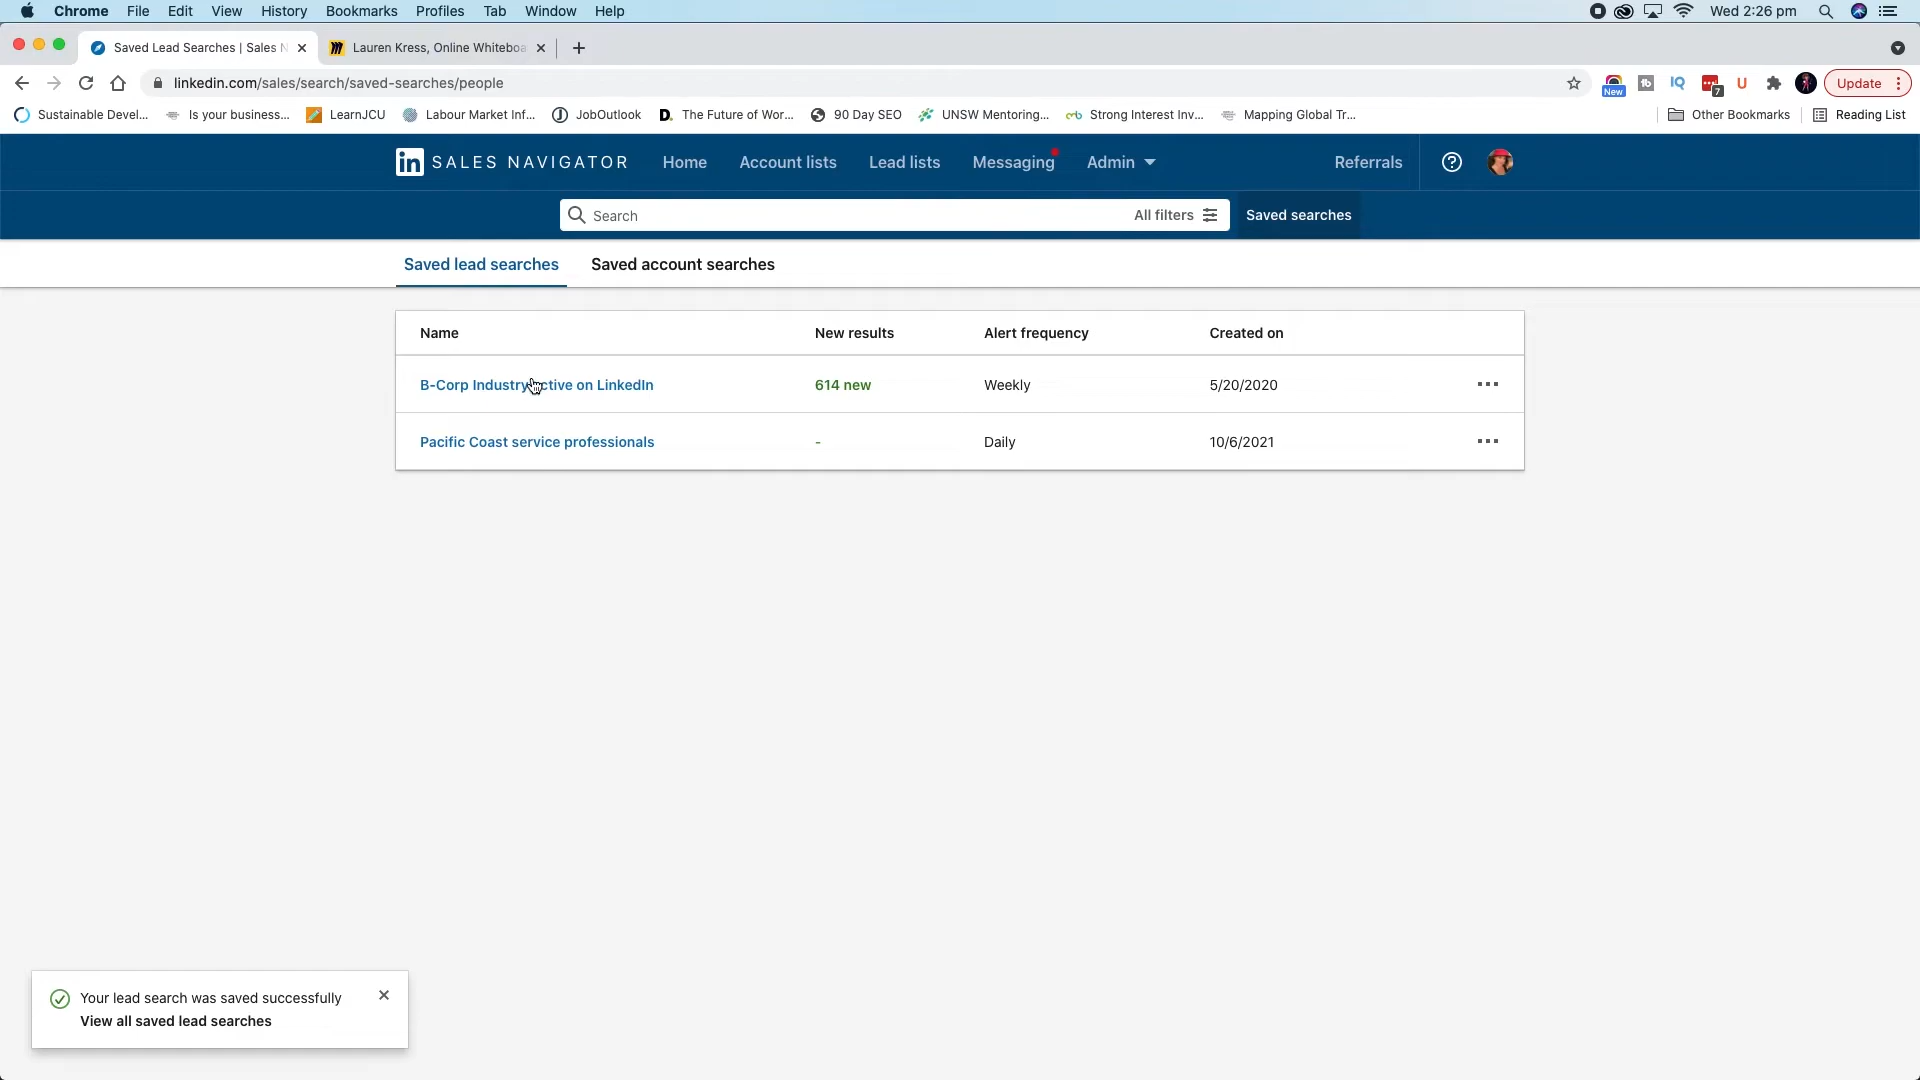 Chrome File Edit View History Bookmarks Profiles Tab Window Help Wed 2:26 pm
Saved Lead Searches | Sales N Lauren Kress, Online Whiteboa
linkedin.com/sales/search/saved-searches/people New tb IQ 7 U Update
Sustainable Devel... Is your business... LearnJCU Labour Market Inf... JobOutlook D. The Future of Wor... 90 Day SEO UNSW Mentoring... Strong Interest Inv... Mapping Global Tr... Other Bookmarks Reading List
in SALES NAVIGATOR Home Account lists Lead lists Messaging Admin Referrals
Search All filters Saved searches
Saved lead searches Saved account searches
Name New results Alert frequency Created on
B-Corp Industry ctive on LinkedIn 614 new Weekly 5/20/2020
Pacific Coast service professionals - Daily 10/6/2021
Your lead search was saved successfully
View all saved lead searches